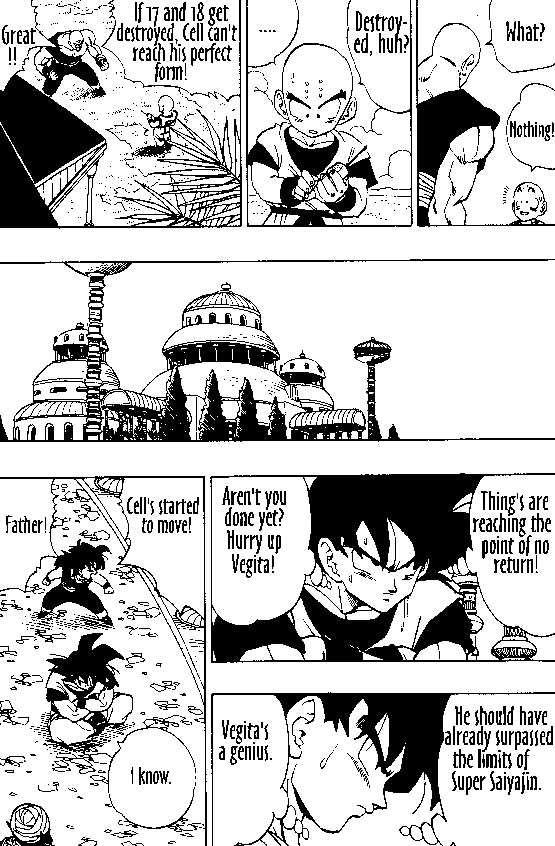 Great
!!
If 17 and 18 get
destroyed, Cell can't
reach his perfect
form!
....
Destroy-
ed, huh?
What?
Nothing!
Father!
Cell's started
to move!
I know.
Aren't you
done yet?
Hurry up
Vegita!
Thing's are
reaching the
point of no
return!
Vegita's
a genius.
He should have
already surpassed
the limits of
Super Saiyajin.